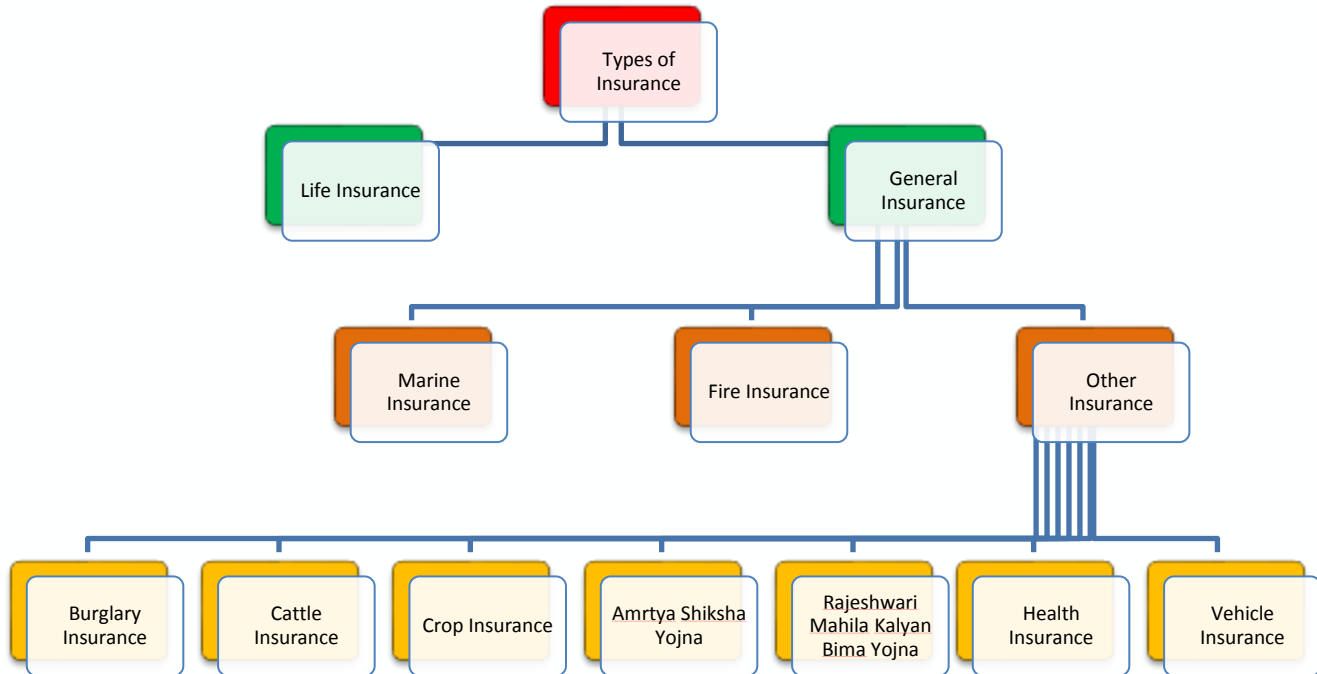 Types of
Insurance
Life Insurance
General
Insurance
Marine
Insurance
Fire Insurance
Other
Insurance
Burglary
Insurance
Cattle
Insurance
Crop Insurance
Amrtya Shiksha
Yojna
Rajeshwari
Mahila Kalyan
Bima Yojna
Health
Insurance
Vehicle
Insurance